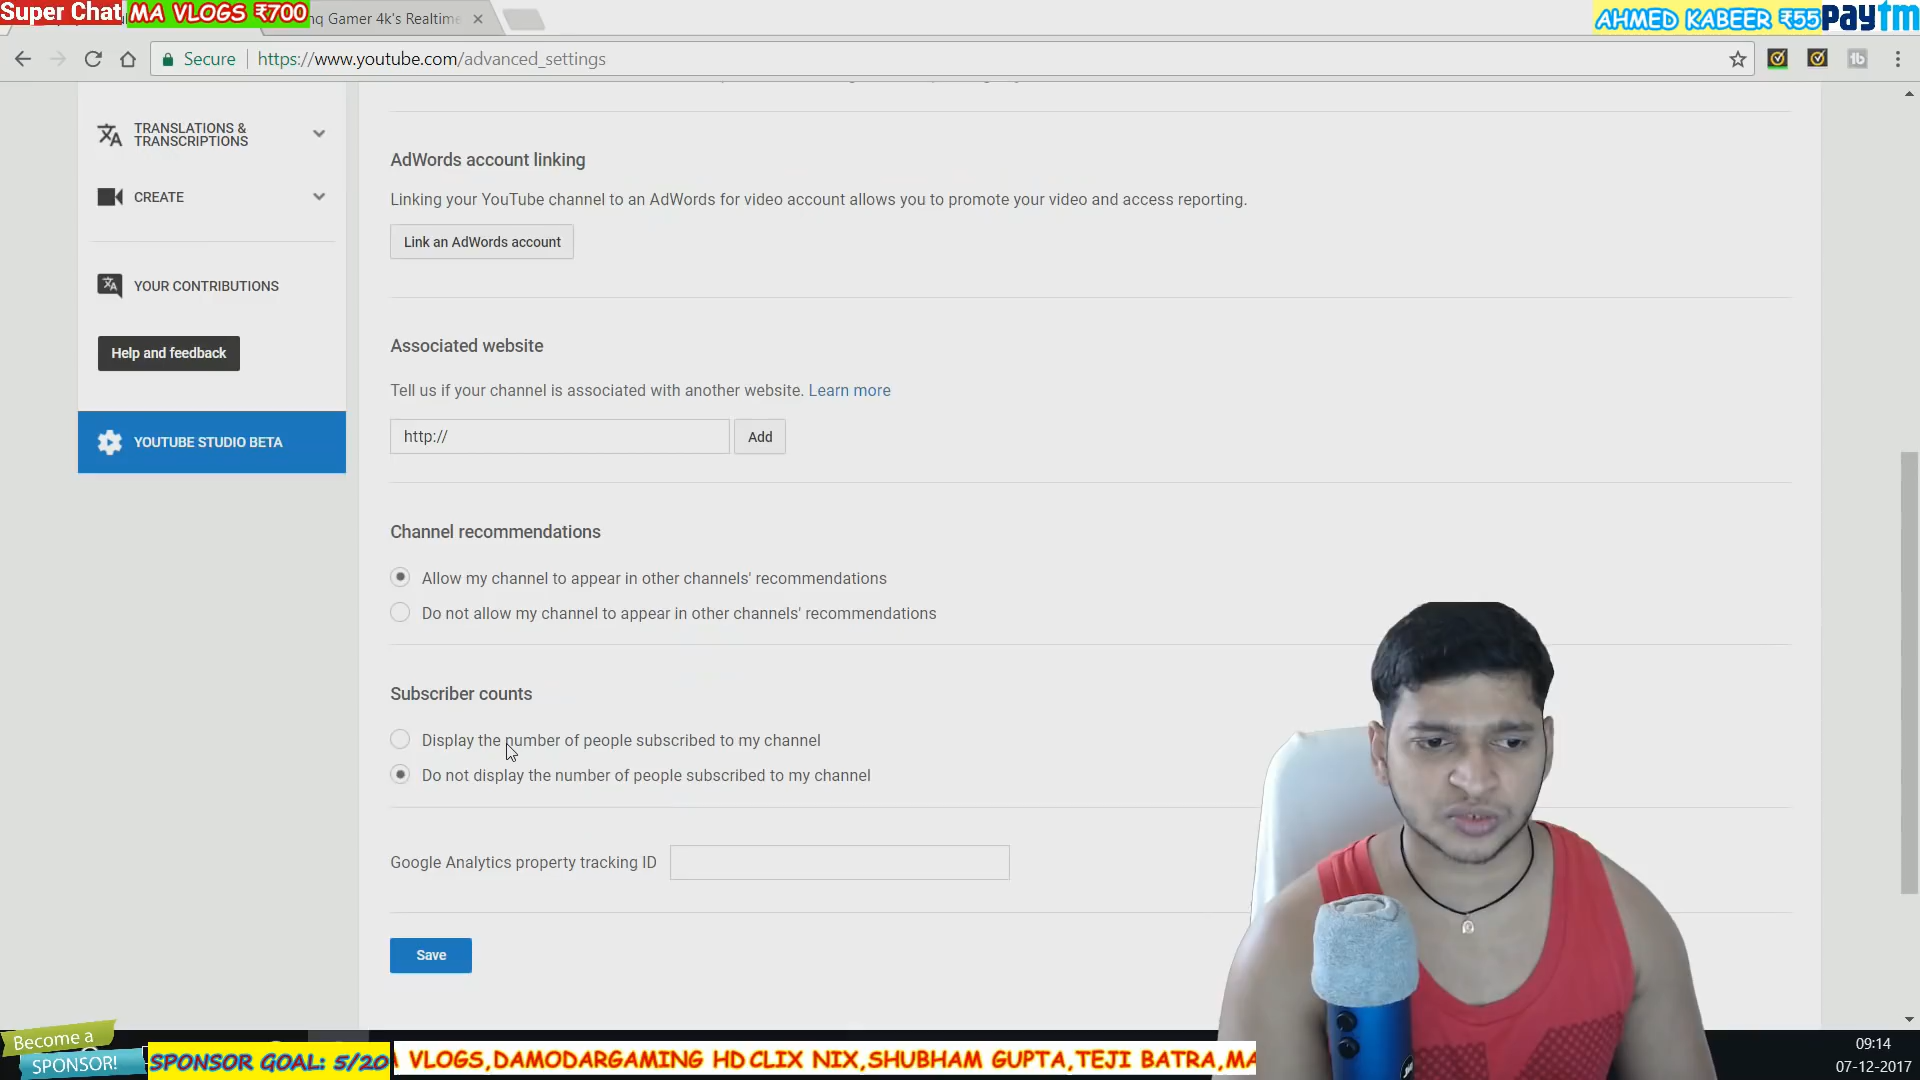 Super Chat
MA VLOGS ₹700
nq Gamer 4k's Realtime
AHMED KABEER ₹55
paytm
Secure
https://www.youtube.com/advanced_settings
TRANSLATIONS &
TRANSCRIPTIONS
CREATE
YOUR CONTRIBUTIONS
Help and feedback
YOUTUBE STUDIO BETA
AdWords account linking
Linking your YouTube channel to an AdWords for video account allows you to promote your video and access reporting.
Link an AdWords account
Associated website
Tell us if your channel is associated with another website. Learn more
http://
Add
Channel recommendations
Allow my channel to appear in other channels' recommendations
Do not allow my channel to appear in other channels' recommendations
Subscriber counts
Display the number of people subscribed to my channel
Do not display the number of people subscribed to my channel
Google Analytics property tracking ID
Save
Become a
SPONSOR!
SPONSOR GOAL: 5/20
VLOGS,DAMODARGAMING HD CLIX NIX,SHUBHAM GUPTA,TEJI BATRA,MA
09:14
07-12-2017